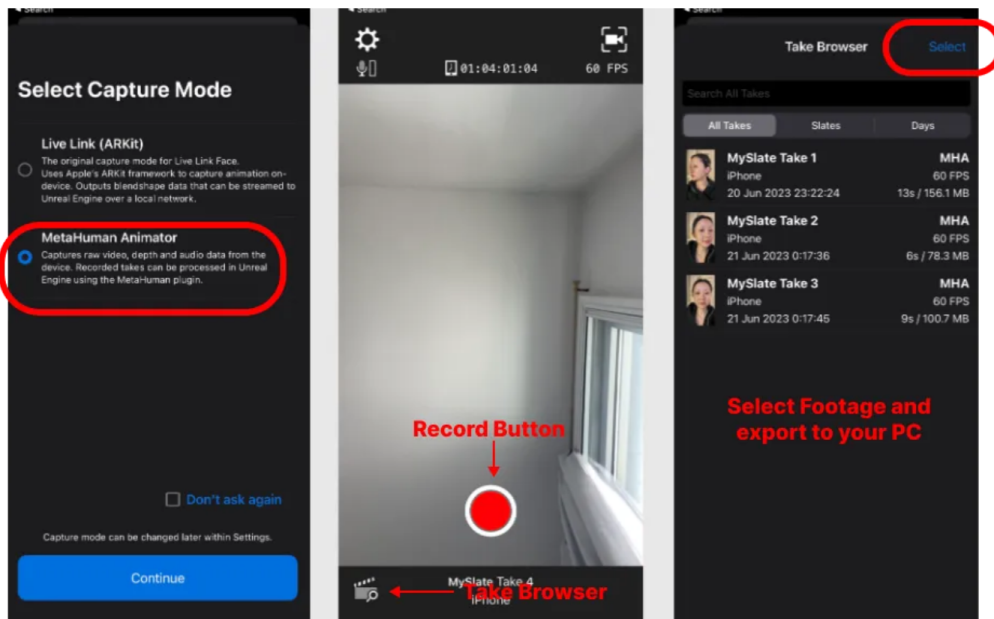 Search
Select Capture Mode
Live Link (ARKit)
The original capture mode for Live Link Face.
Uses Apple's ARKit framework to capture animation on-
device. Outputs blendshape data that can be streamed to
Unreal Engine over a local network.
MetaHuman Animator
Captures raw video, depth and audio data from the
device. Recorded takes can be processed in Unreal
Engine using the MetaHuman plugin.
Don't ask again
Capture mode can be changed later within Settings.
Continue
Search
01:04:01:04
60 FPS
Record Button
MySlate Take 4
iPhone
Take Browser
Search
Take Browser
Select
Search All Takes
All Takes
Slates
Days
MySlate Take 1 MHA
iPhone 60 FPS
20 Jun 2023 23:22:24 13s / 156.1 MB
MySlate Take 2 MHA
iPhone 60 FPS
21 Jun 2023 0:17:36 6s / 78.3 MB
MySlate Take 3 MHA
iPhone 60 FPS
21 Jun 2023 0:17:45 9s / 100.7 MB
Select Footage and
export to your PC